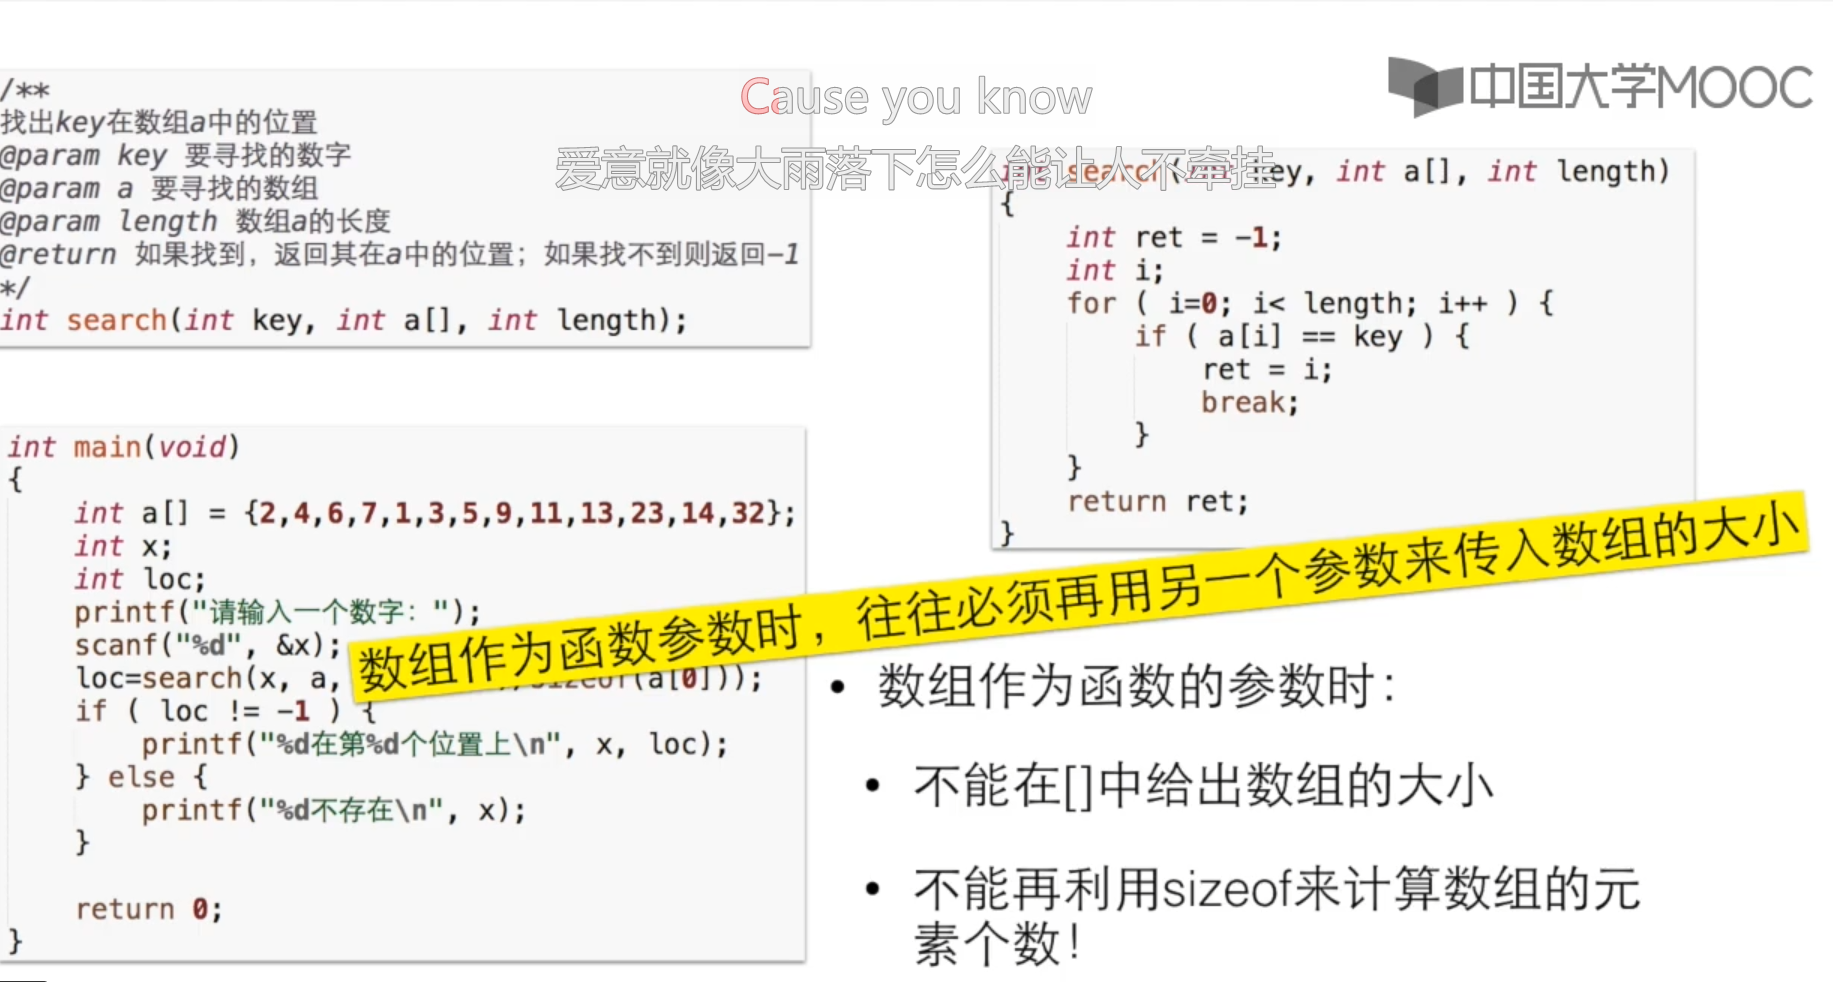 Cause you know
爱意就像大雨落下怎么能让人不牵挂
中国大学MOOC
/**
找出key在数组a中的位置
@param key 要寻找的数字
@param a 要寻找的数组
@param length 数组a的长度
@return 如果找到，返回其在a中的位置；如果找不到则返回-1
*/
int search(int key, int a[], int length);
int search(int key, int a[], int length)
{
int ret = -1;
int i;
for ( i=0; i< length; i++ ) {
if ( a[i] == key ) {
ret = i;
break;
}
}
return ret;
}
int main(void)
{
int a[] = {2,4,6,7,1,3,5,9,11,13,23,14,32};
int x;
int loc;
printf("请输入一个数字：");
scanf("%d", &x);
loc=search(x, a, sizeof(a[0]));
if ( loc != -1 ) {
printf("%d在第%d个位置上\n", x, loc);
} else {
printf("%d不存在\n", x);
}
return 0;
}
数组作为函数参数时，往往必须再用另一个参数来传入数组的大小
• 数组作为函数的参数时：
• 不能在[]中给出数组的大小
• 不能再利用sizeof来计算数组的元
素个数！